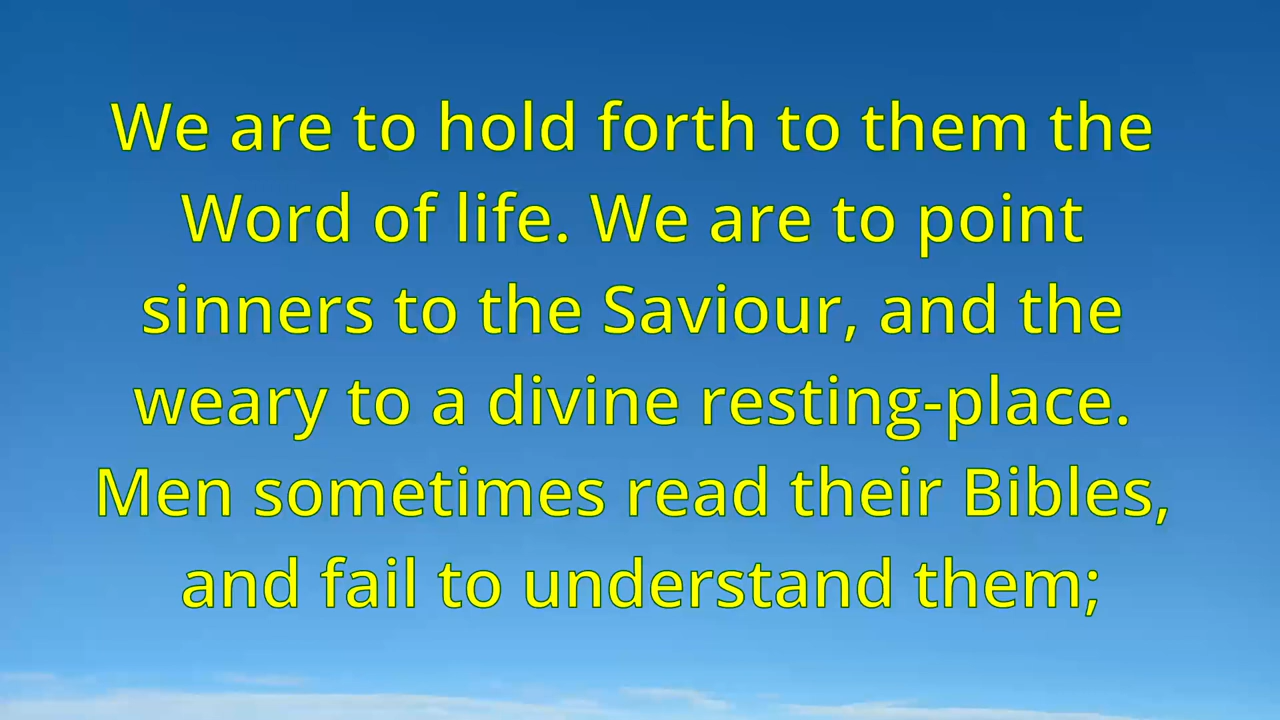 We are to hold forth to them the
Word of life. We are to point
sinners to the Saviour, and the
weary to a divine resting-place.
Men sometimes read their Bibles,
and fail to understand them;